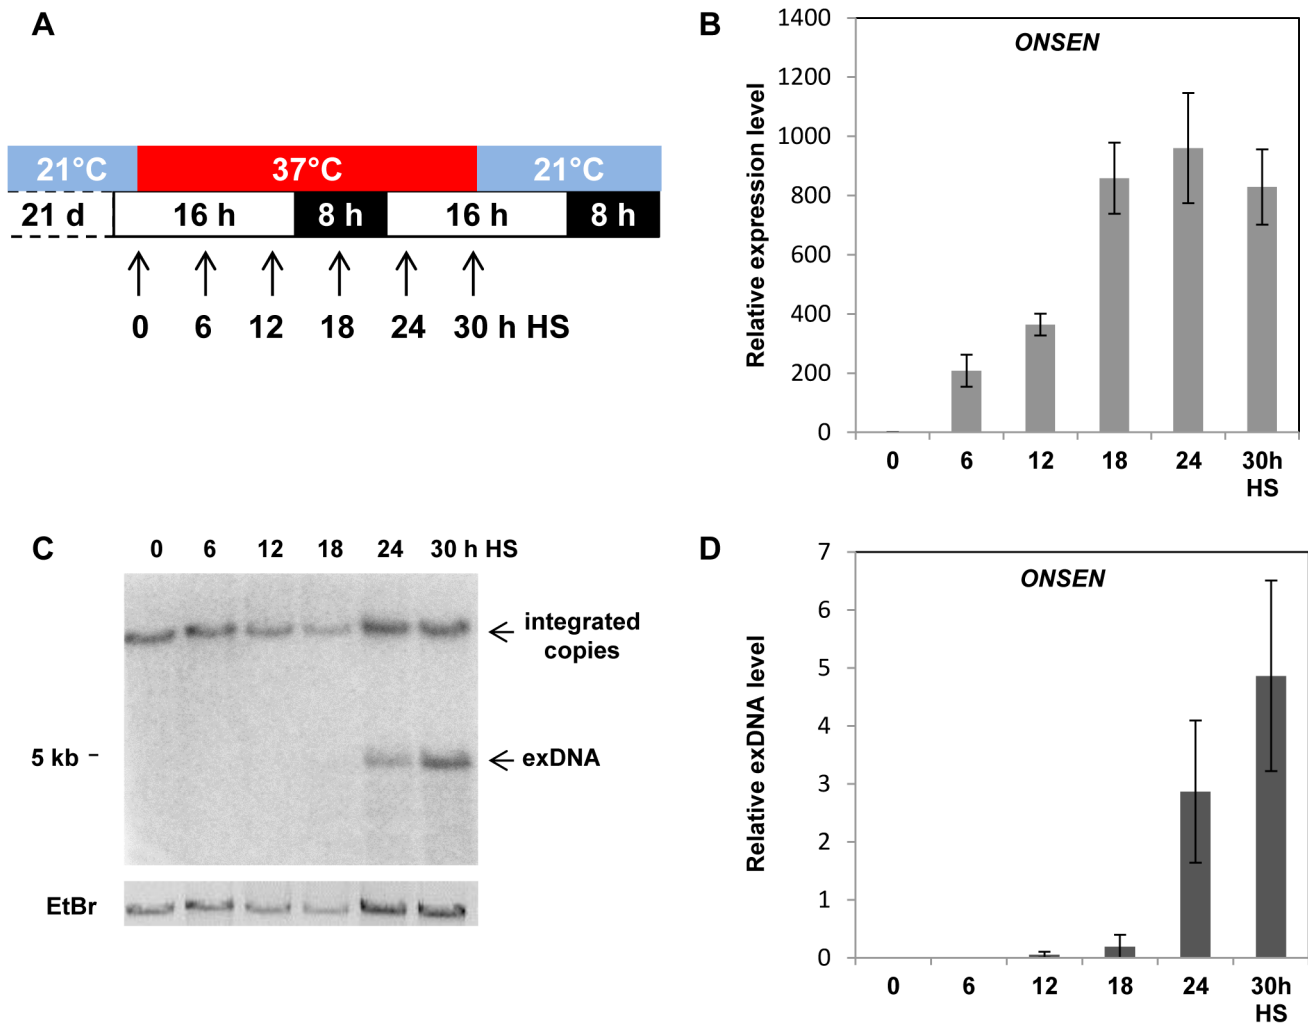 A
21°C 37°C 21°C
21 d 16 h 8 h 16 h 8 h
0 6 12 18 24 30 h HS
B
ONSEN
Relative expression level
1400
1200
1000
800
600
400
200
0
0 6 12 18 24 30h
HS
C
0 6 12 18 24 30 h HS
integrated
copies
5 kb –
exDNA
EtBr
D
ONSEN
Relative exDNA level
7
6
5
4
3
2
1
0
0 6 12 18 24 30h
HS